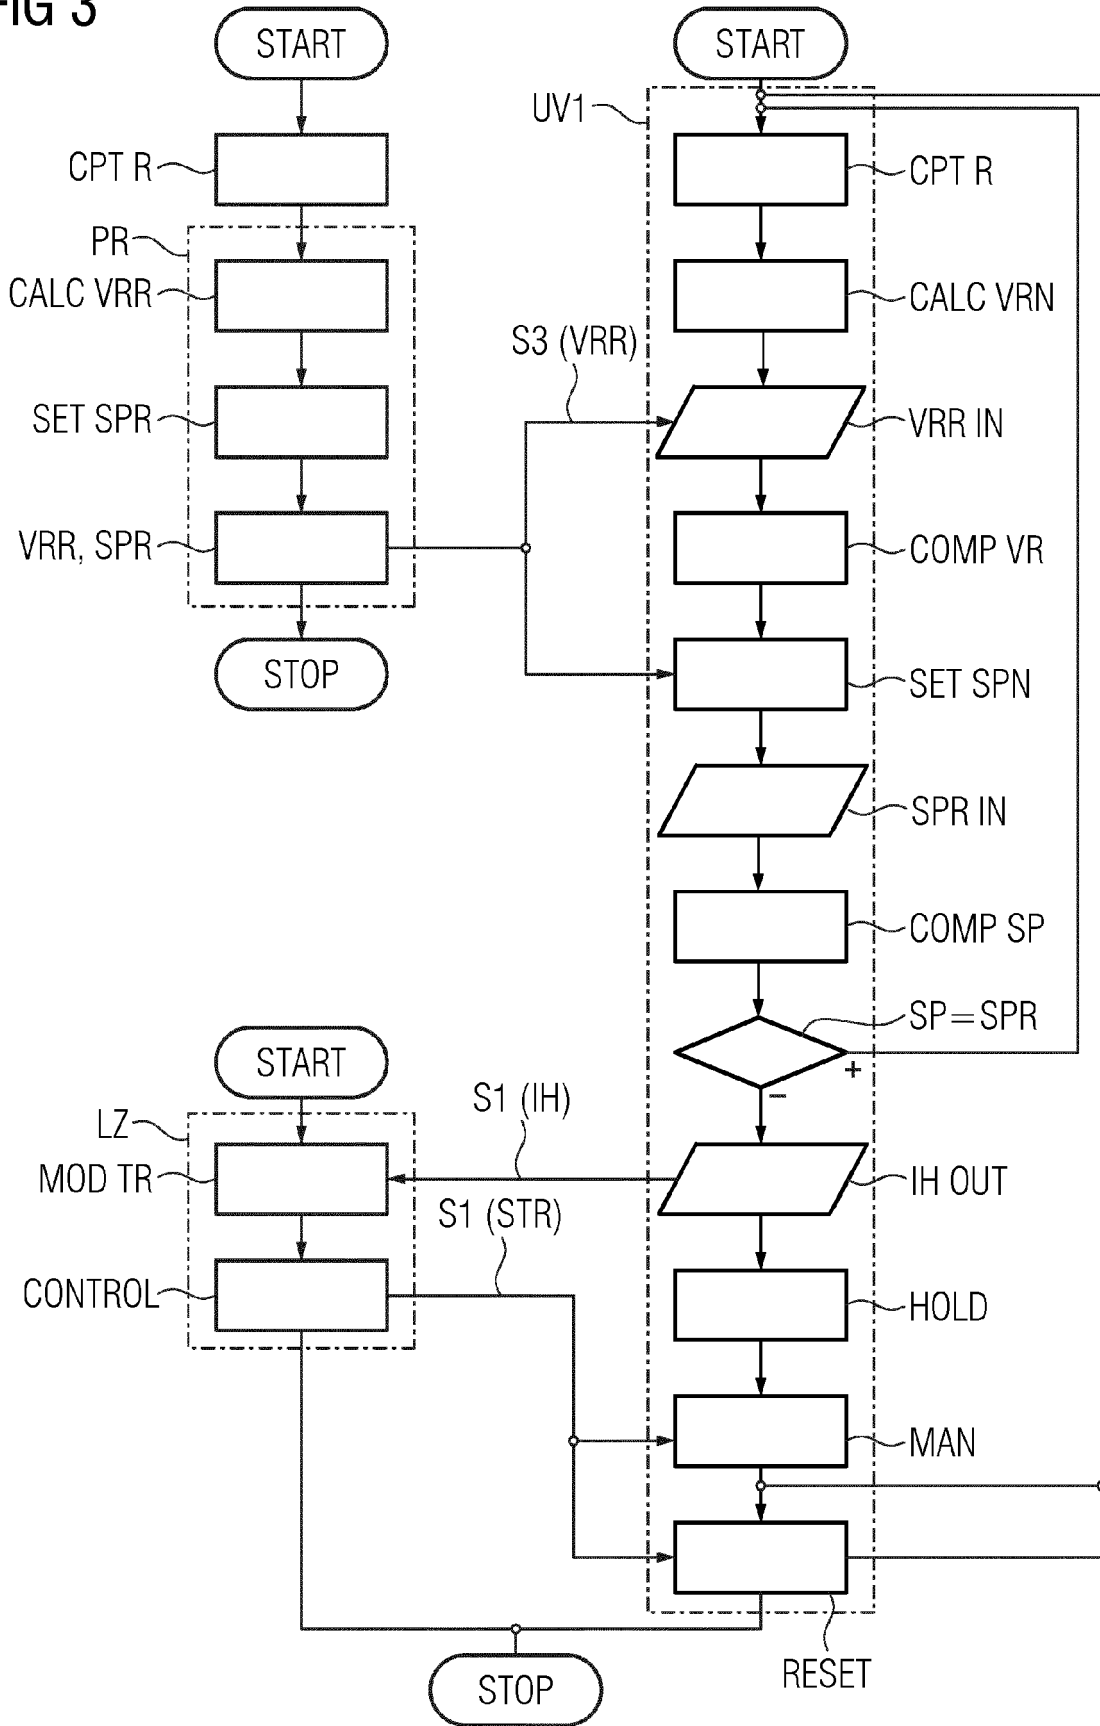 FIG 3
START
START
UV1
CPT R
CPT R
PR
CALC VRR
CALC VRN
S3 (VRR)
SET SPR
VRR IN
VRR, SPR
COMP VR
STOP
SET SPN
SPR IN
COMP SP
SP=SPR
START
+
−
S1 (IH)
LZ
MOD TR
IH OUT
S1 (STR)
CONTROL
HOLD
MAN
RESET
STOP